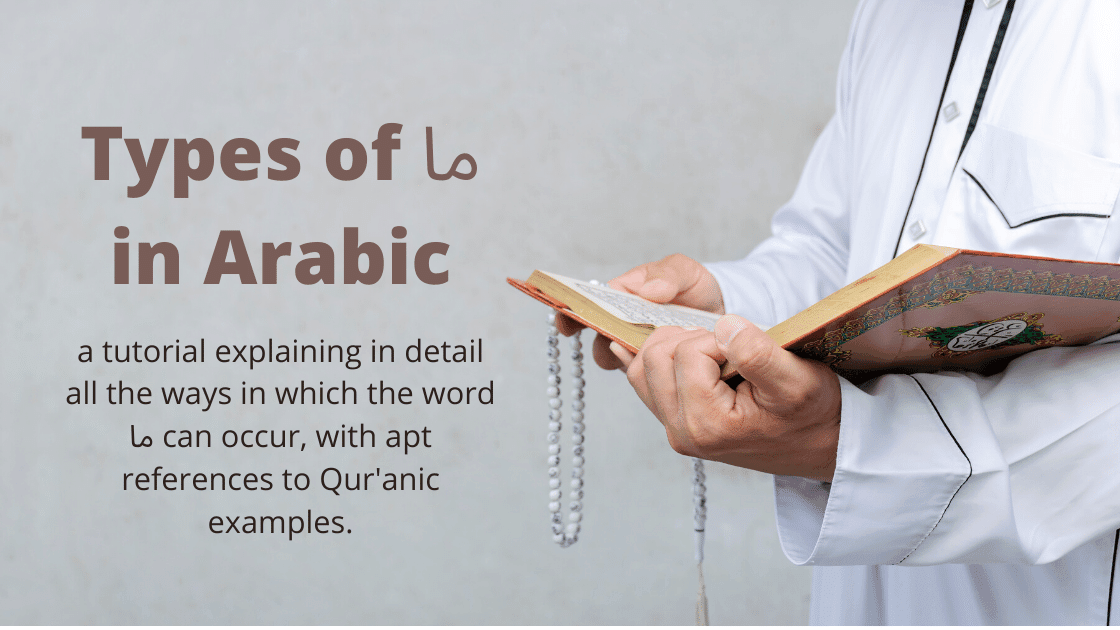 Types of ما
in Arabic
a tutorial explaining in detail
all the ways in which the word
ما can occur, with apt
references to Qur'anic
examples.